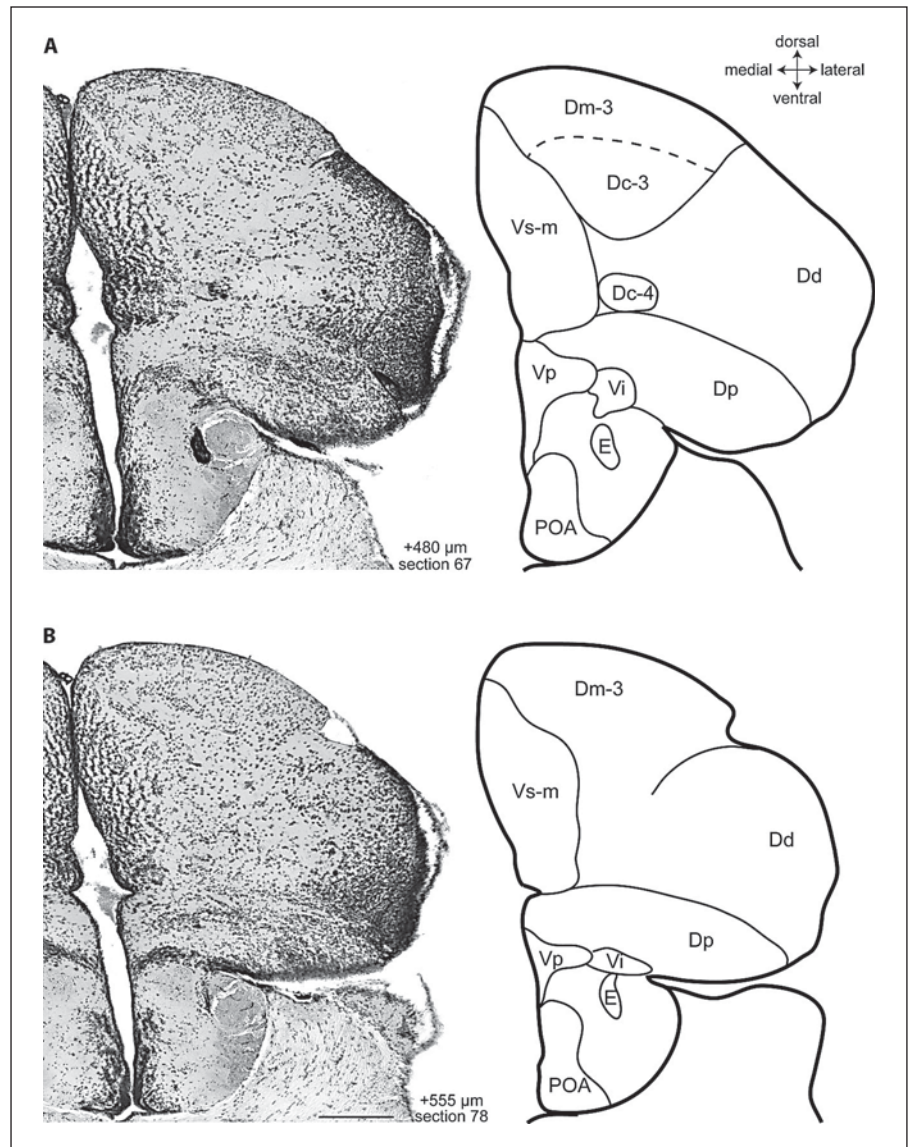 A
dorsal
medial lateral
ventral
Dm-3
Dc-3
Vs-m
Dd
Dc-4
Vp
Vi
Dp
E
POA
+480 µm
section 67
B
Dm-3
Vs-m
Dd
Dp
Vp
Vi
E
POA
+555 µm
section 78